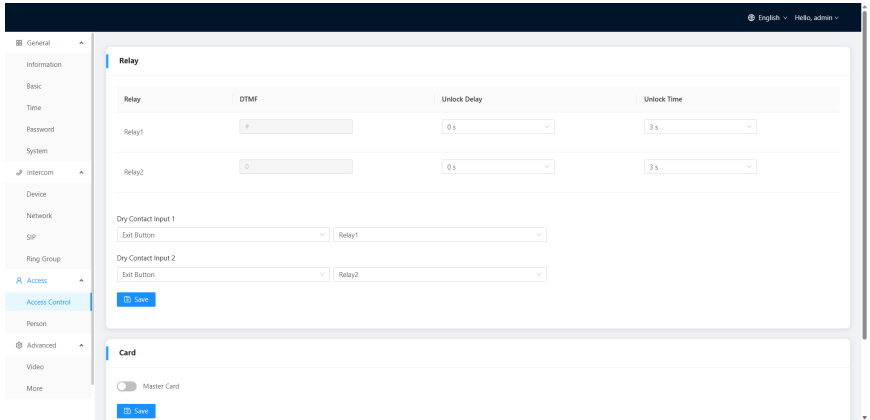 English Hello, admin
General
Information
Basic
Time
Password
System
Intercom
Device
Network
SIP
Ring Group
Access
Access Control
Person
Advanced
Video
More
Relay
Relay DTMF Unlock Delay Unlock Time
Relay1 # 0 s 3 s
Relay2 0 0 s 3 s
Dry Contact Input 1
Exit Button Relay1
Dry Contact Input 2
Exit Button Relay2
Save
Card
Master Card
Save